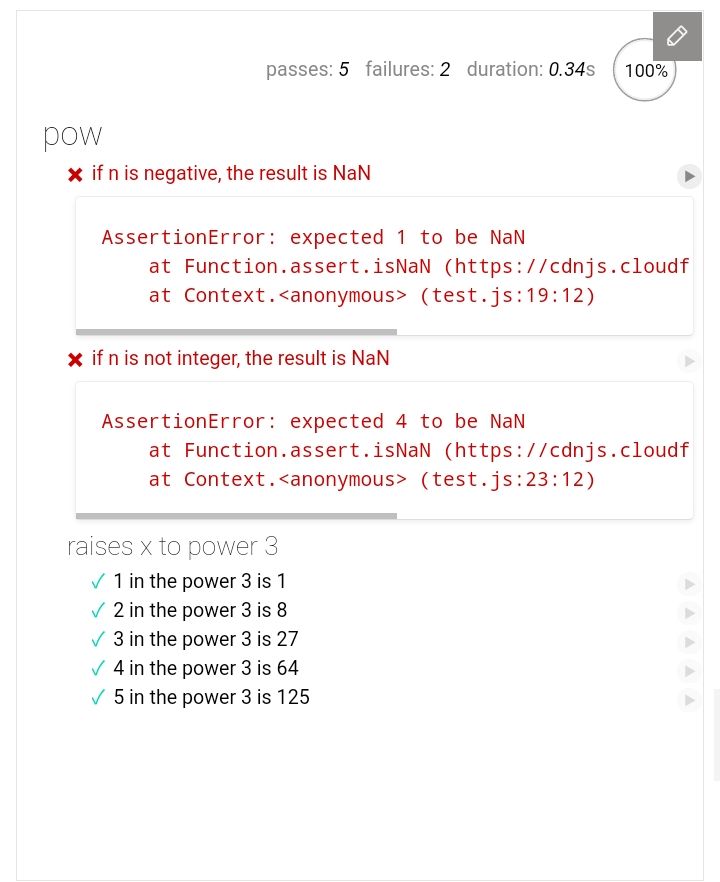 passes: 5 failures: 2 duration: 0.34s 100%
pow
✖ if n is negative, the result is NaN
AssertionError: expected 1 to be NaN
at Function.assert.isNaN (https://cdnjs.cloudf
at Context.<anonymous> (test.js:19:12)
✖ if n is not integer, the result is NaN
AssertionError: expected 4 to be NaN
at Function.assert.isNaN (https://cdnjs.cloudf
at Context.<anonymous> (test.js:23:12)
raises x to power 3
✓ 1 in the power 3 is 1
✓ 2 in the power 3 is 8
✓ 3 in the power 3 is 27
✓ 4 in the power 3 is 64
✓ 5 in the power 3 is 125